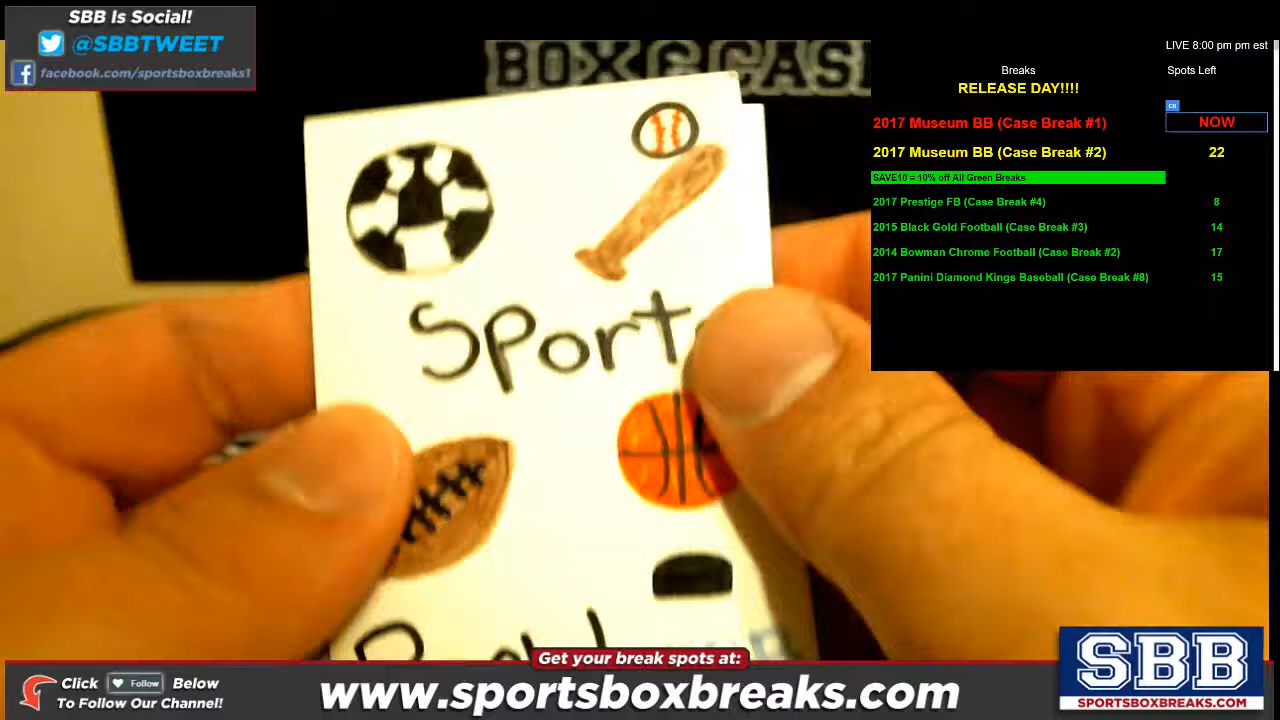 SBB Is Social!
@SBBTWEET
facebook.com/sportsboxbreaks1
BOX & CASE
LIVE 8:00 pm pm est
Breaks Spots Left
RELEASE DAY!!!!
2017 Museum BB (Case Break #1) NOW
2017 Museum BB (Case Break #2) 22
SAVE10 = 10% off All Green Breaks
2017 Prestige FB (Case Break #4) 8
2015 Black Gold Football (Case Break #3) 14
2014 Bowman Chrome Football (Case Break #2) 17
2017 Panini Diamond Kings Baseball (Case Break #8) 15
Sport
Get your break spots at:
Click Follow Below
To Follow Our Channel!
www.sportsboxbreaks.com
SBB
SPORTSBOXBREAKS.COM